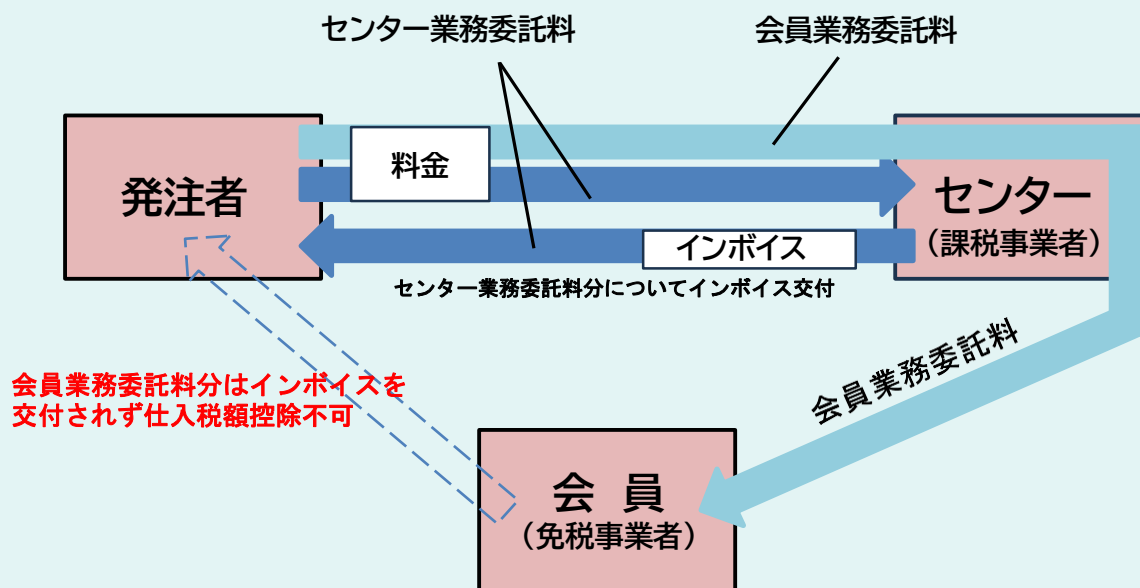 センター業務委託料
会員業務委託料
発注者
料金
センター
（課税事業者）
インボイス
センター業務委託料分についてインボイス交付
会員業務委託料
会員業務委託料分はインボイスを
交付されず仕入税額控除不可
会 員
（免税事業者）